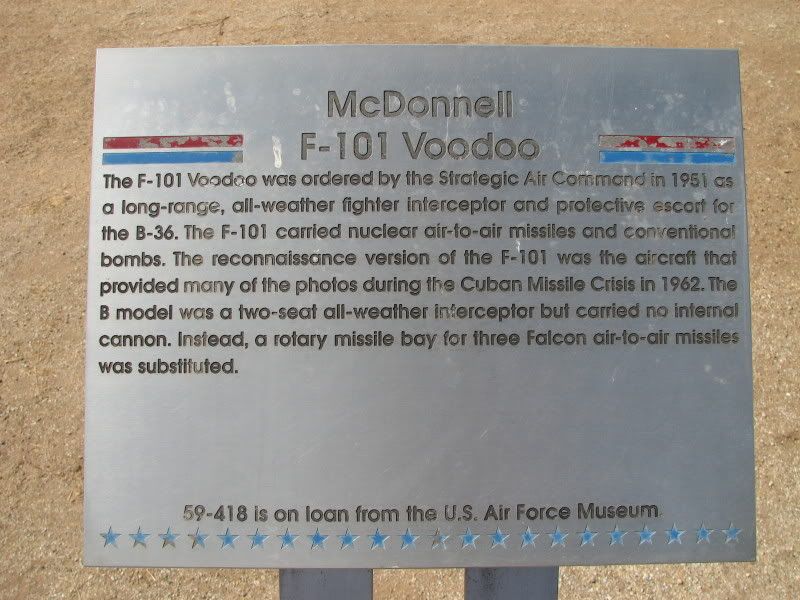 McDonnell
F-101 Voodoo
The F-101 Voodoo was ordered by the Strategic Air Command in 1951 as
a long-range, all-weather fighter interceptor and protective escort for
the B-36. The F-101 carried nuclear air-to-air missiles and conventional
bombs. The reconnaissance version of the F-101 was the aircraft that
provided many of the photos during the Cuban Missile Crisis in 1962. The
B model was a two-seat all-weather interceptor but carried no internal
cannon. Instead, a rotary missile bay for three Falcon air-to-air missiles
was substituted.
59-418 is on loan from the U.S. Air Force Museum